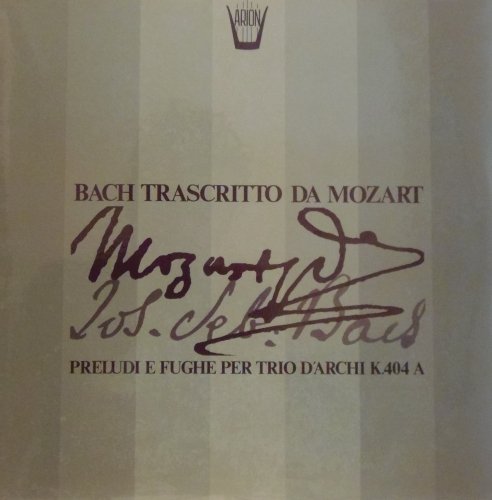 ARION
BACH TRASCRITTO DA MOZART
Mozart
Joh. Seb. Bach
PRELUDI E FUGHE PER TRIO D'ARCHI K.404 A